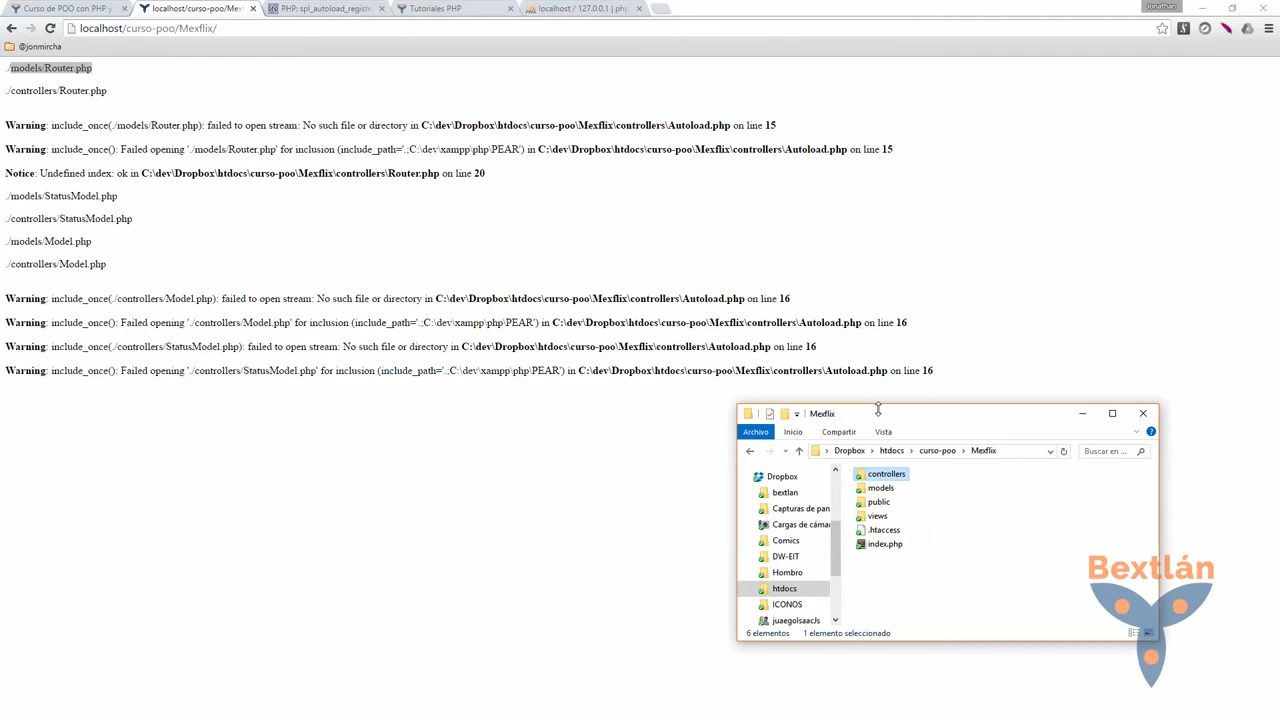 Curso de POO con PHP y
localhost/curso-poo/Mexf
PHP: spl_autoload_registe
Tutoriales PHP
localhost / 127.0.0.1 | php
Jonathan
localhost/curso-poo/Mexflix/
@jonmircha
./models/Router.php
./controllers/Router.php
Warning: include_once(./models/Router.php): failed to open stream: No such file or directory in C:\dev\Dropbox\htdocs\curso-poo\Mexflix\controllers\Autoload.php on line 15
Warning: include_once(): Failed opening './models/Router.php' for inclusion (include_path='.;C:\dev\xampp\php\PEAR') in C:\dev\Dropbox\htdocs\curso-poo\Mexflix\controllers\Autoload.php on line 15
Notice: Undefined index: ok in C:\dev\Dropbox\htdocs\curso-poo\Mexflix\controllers\Router.php on line 20
./models/StatusModel.php
./controllers/StatusModel.php
./models/Model.php
./controllers/Model.php
Warning: include_once(./controllers/Model.php): failed to open stream: No such file or directory in C:\dev\Dropbox\htdocs\curso-poo\Mexflix\controllers\Autoload.php on line 16
Warning: include_once(): Failed opening './controllers/Model.php' for inclusion (include_path='.;C:\dev\xampp\php\PEAR') in C:\dev\Dropbox\htdocs\curso-poo\Mexflix\controllers\Autoload.php on line 16
Warning: include_once(./controllers/StatusModel.php): failed to open stream: No such file or directory in C:\dev\Dropbox\htdocs\curso-poo\Mexflix\controllers\Autoload.php on line 16
Warning: include_once(): Failed opening './controllers/StatusModel.php' for inclusion (include_path='.;C:\dev\xampp\php\PEAR') in C:\dev\Dropbox\htdocs\curso-poo\Mexflix\controllers\Autoload.php on line 16
Mexflix
Archivo Inicio Compartir Vista
Dropbox > htdocs > curso-poo > Mexflix
Buscar en ...
Dropbox
bextlan
Capturas de pan
Cargas de cáma
Comics
DW-EIT
Hombro
htdocs
ICONOS
juaegoIsaacJs
controllers
models
public
views
.htaccess
index.php
6 elementos 1 elemento seleccionado
Bextlán